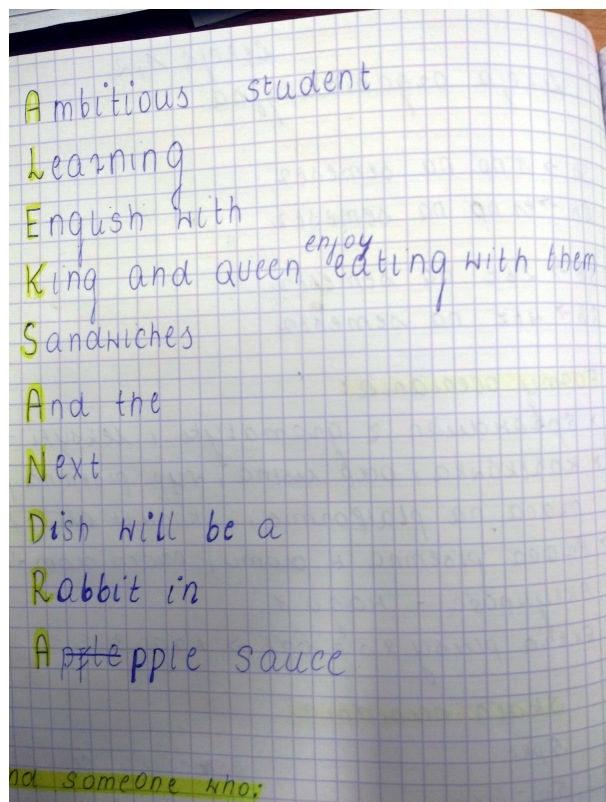 Ambitious student
Learning
English with
King and queen enjoy eating with them
Sandwiches
And the
Next
Dish will be a
Rabbit in
Apple sauce
nd someone who: